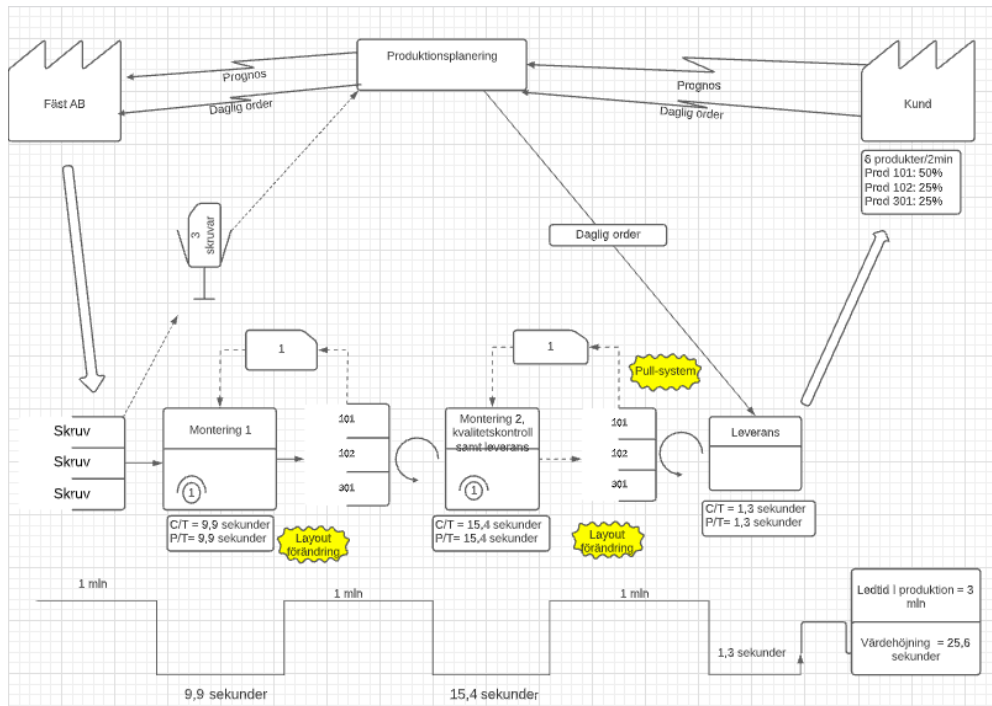 Produktionsplanering
Fäst AB
Prognos
Daglig order
Prognos
Daglig order
Kund
6 produkter/2min
Prod 101: 50%
Prod 102: 25%
Prod 301: 25%
3
skruvar
Daglig order
1
1
Pull-system
Skruv
Skruv
Skruv
Montering 1
1
101
102
301
Montering 2,
kvalitetskontroll
samt leverans
1
101
102
301
Leverans
C/T = 9,9 sekunder
P/T= 9,9 sekunder
Layout
förändring
C/T = 15,4 sekunder
P/T= 15,4 sekunder
Layout
förändring
C/T = 1,3 sekunder
P/T= 1,3 sekunder
1 min
1 min
1 min
9,9 sekunder
15,4 sekunder
1,3 sekunder
Ledtid i produktion = 3
min
Värdehöjning = 25,6
sekunder